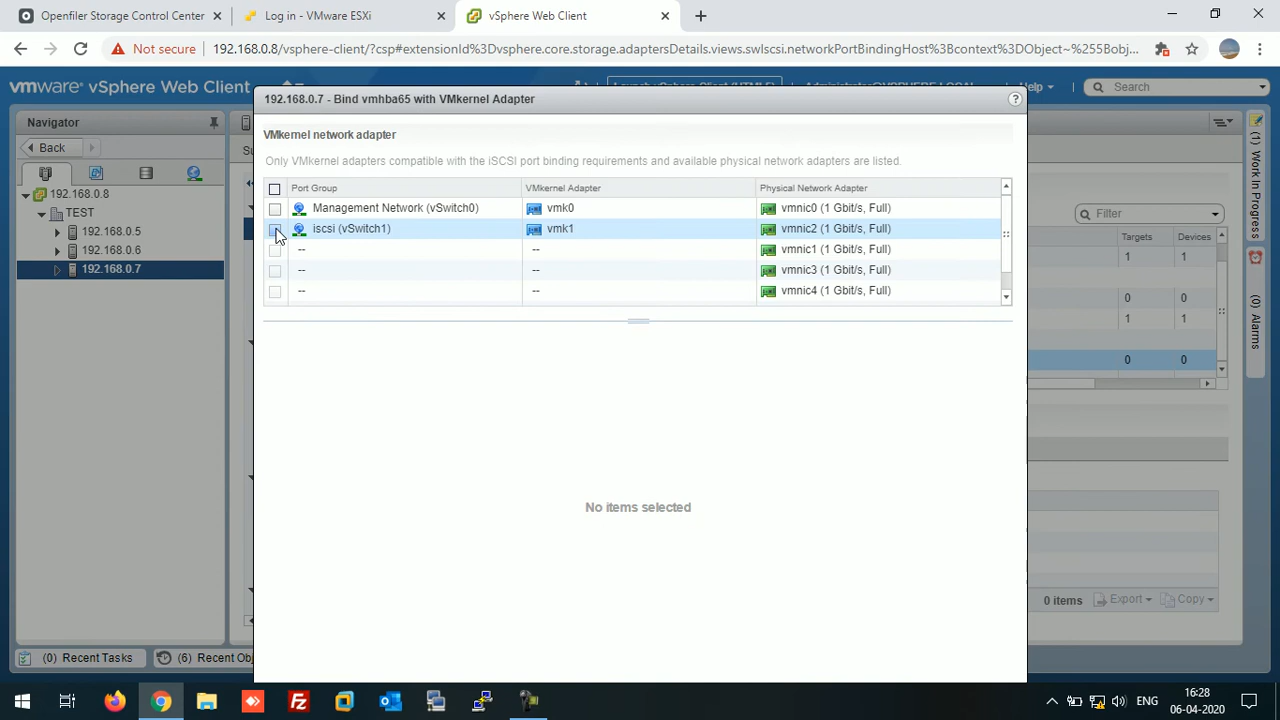 Openfiler Storage Control Center
Log in - VMware ESXi
vSphere Web Client
Not secure
192.168.0.8/vsphere-client/?csp#extensionId%3Dvsphere.core.storage.adaptersDetails.views.swIscsi.networkPortBindingHost%3Bcontext%3DObject~%255Bobj...
vmware vSphere Web Client
Help
Search
192.168.0.7 - Bind vmhba65 with VMkernel Adapter
Navigator
Back
192.168.0.8
TEST
192.168.0.5
192.168.0.6
192.168.0.7
VMkernel network adapter
Only VMkernel adapters compatible with the iSCSI port binding requirements and available physical network adapters are listed.
Port Group VMkernel Adapter Physical Network Adapter
Management Network (vSwitch0) vmk0 vmnic0 (1 Gbit/s, Full)
iscsi (vSwitch1) vmk1 vmnic2 (1 Gbit/s, Full)
-- -- vmnic1 (1 Gbit/s, Full)
-- -- vmnic3 (1 Gbit/s, Full)
-- -- vmnic4 (1 Gbit/s, Full)
No items selected
Filter
Targets Devices
1 1
0 0
1 1
0 0
0 items Export Copy
(1) Work In Progress
(0) Alarms
(0) Recent Tasks
(6) Recent Obj
ENG
16:28
06-04-2020